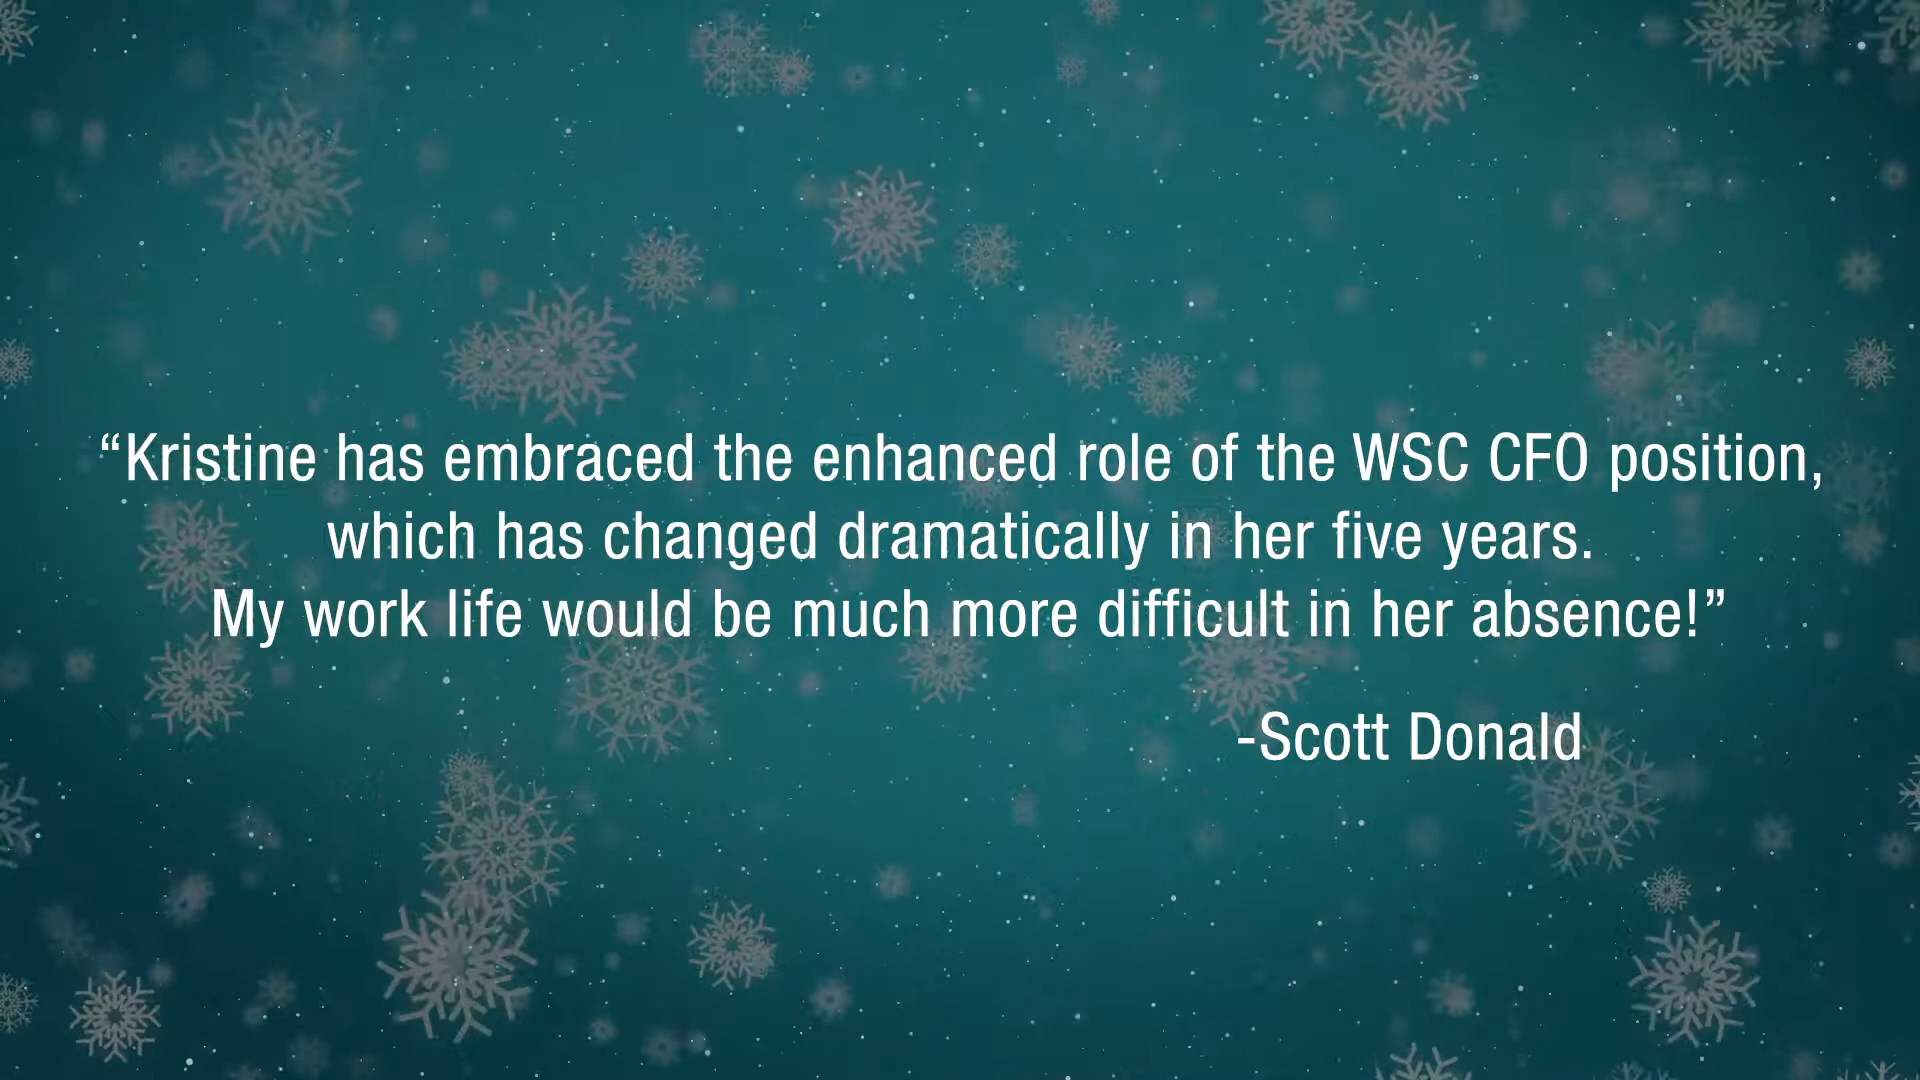 “Kristine has embraced the enhanced role of the WSC CFO position,
which has changed dramatically in her five years.
My work life would be much more difficult in her absence!”
-Scott Donald